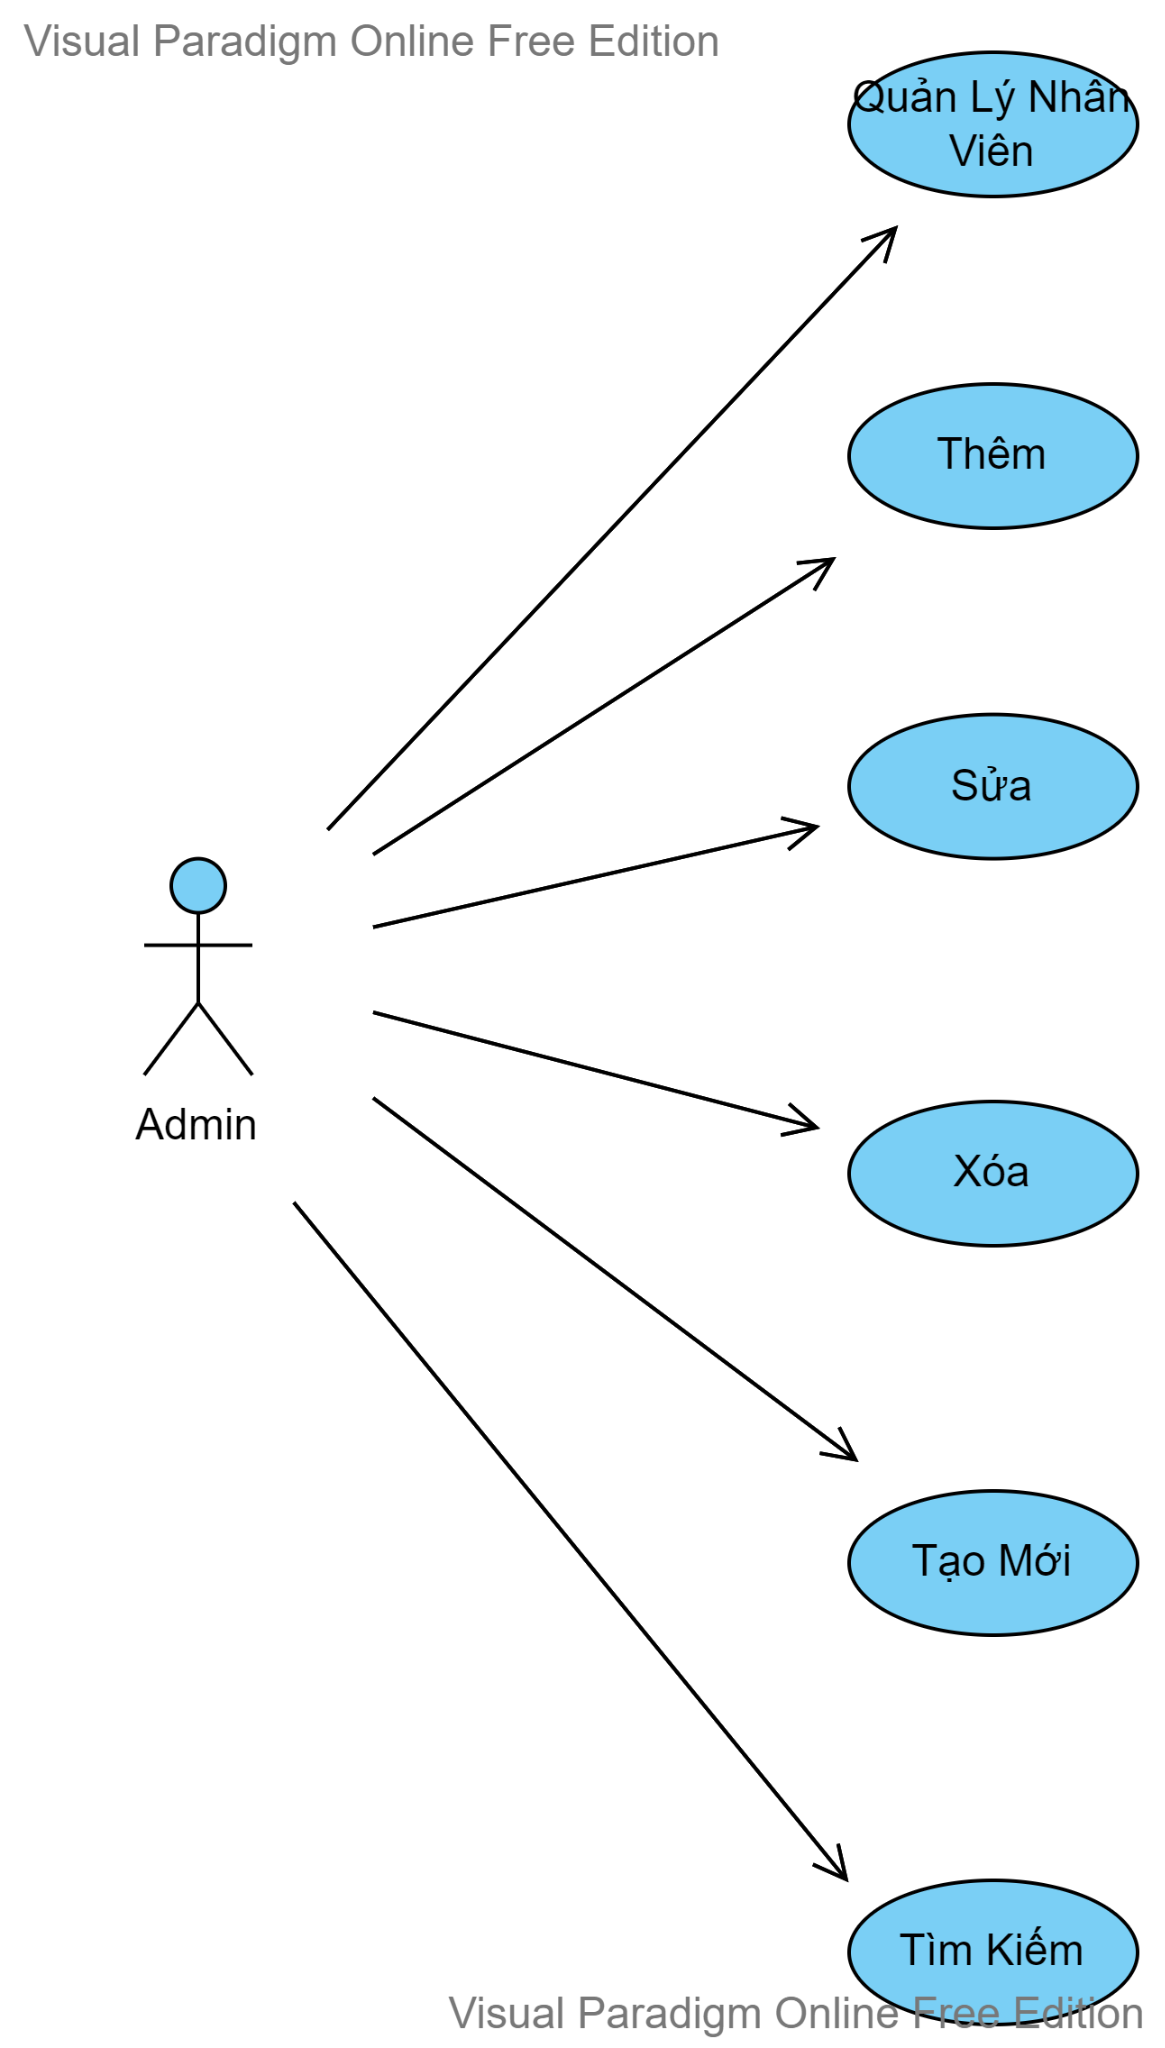 Visual Paradigm Online Free Edition
Quản Lý Nhân
Viên
Thêm
Sửa
Admin
Xóa
Tạo Mới
Tìm Kiếm
Visual Paradigm Online Free Edition